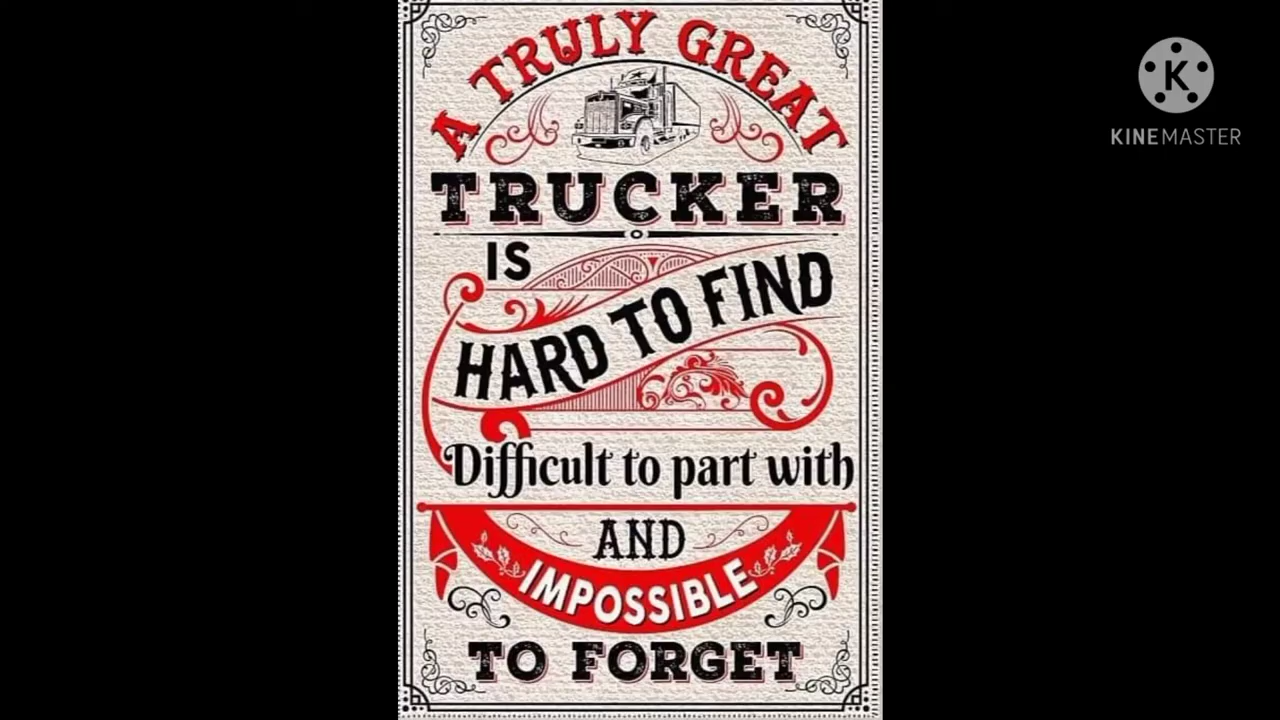 A TRULY GREAT
TRUCKER
IS
HARD TO FIND
Difficult to part with
AND
IMPOSSIBLE
TO FORGET
K
KINEMASTER